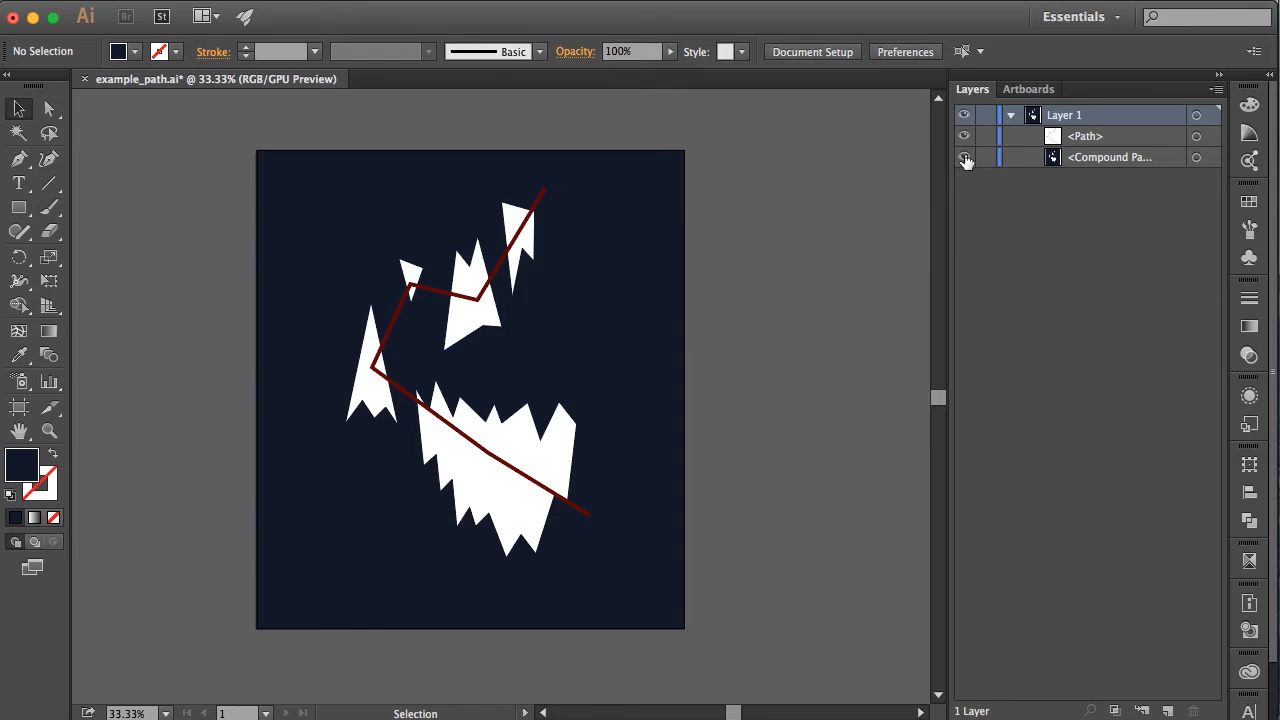 Ai Br St Essentials
No Selection Stroke: Basic Opacity: 100% Style: Document Setup Preferences
× example_path.ai* @ 33.33% (RGB/GPU Preview) Layers Artboards
Layer 1
<Path>
<Compound Pa...
T
33.33% 1 Selection 1 Layer
A